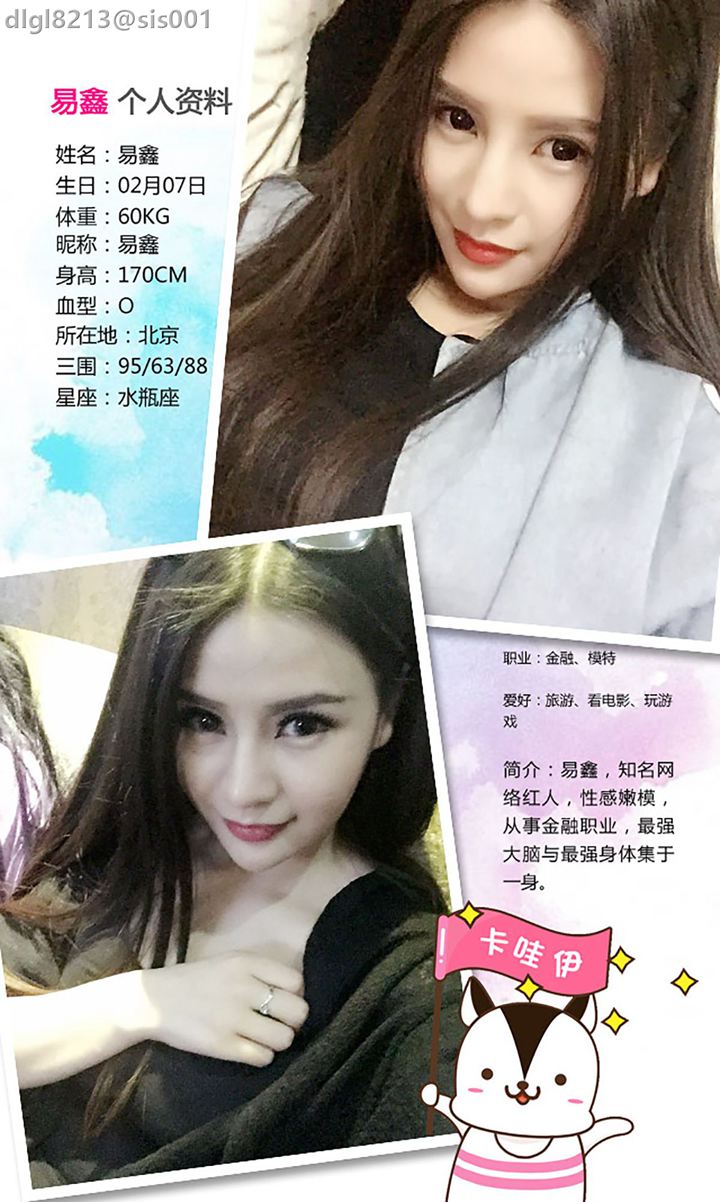 dlgl8213@sis001
易鑫 个人资料
姓名：易鑫
生日：02月07日
体重：60KG
昵称：易鑫
身高：170CM
血型：O
所在地：北京
三围：95/63/88
星座：水瓶座
职业：金融、模特
爱好：旅游、看电影、玩游
戏
简介：易鑫，知名网
络红人，性感嫩模，
从事金融职业，最强
大脑与最强身体集于
一身。
卡哇伊